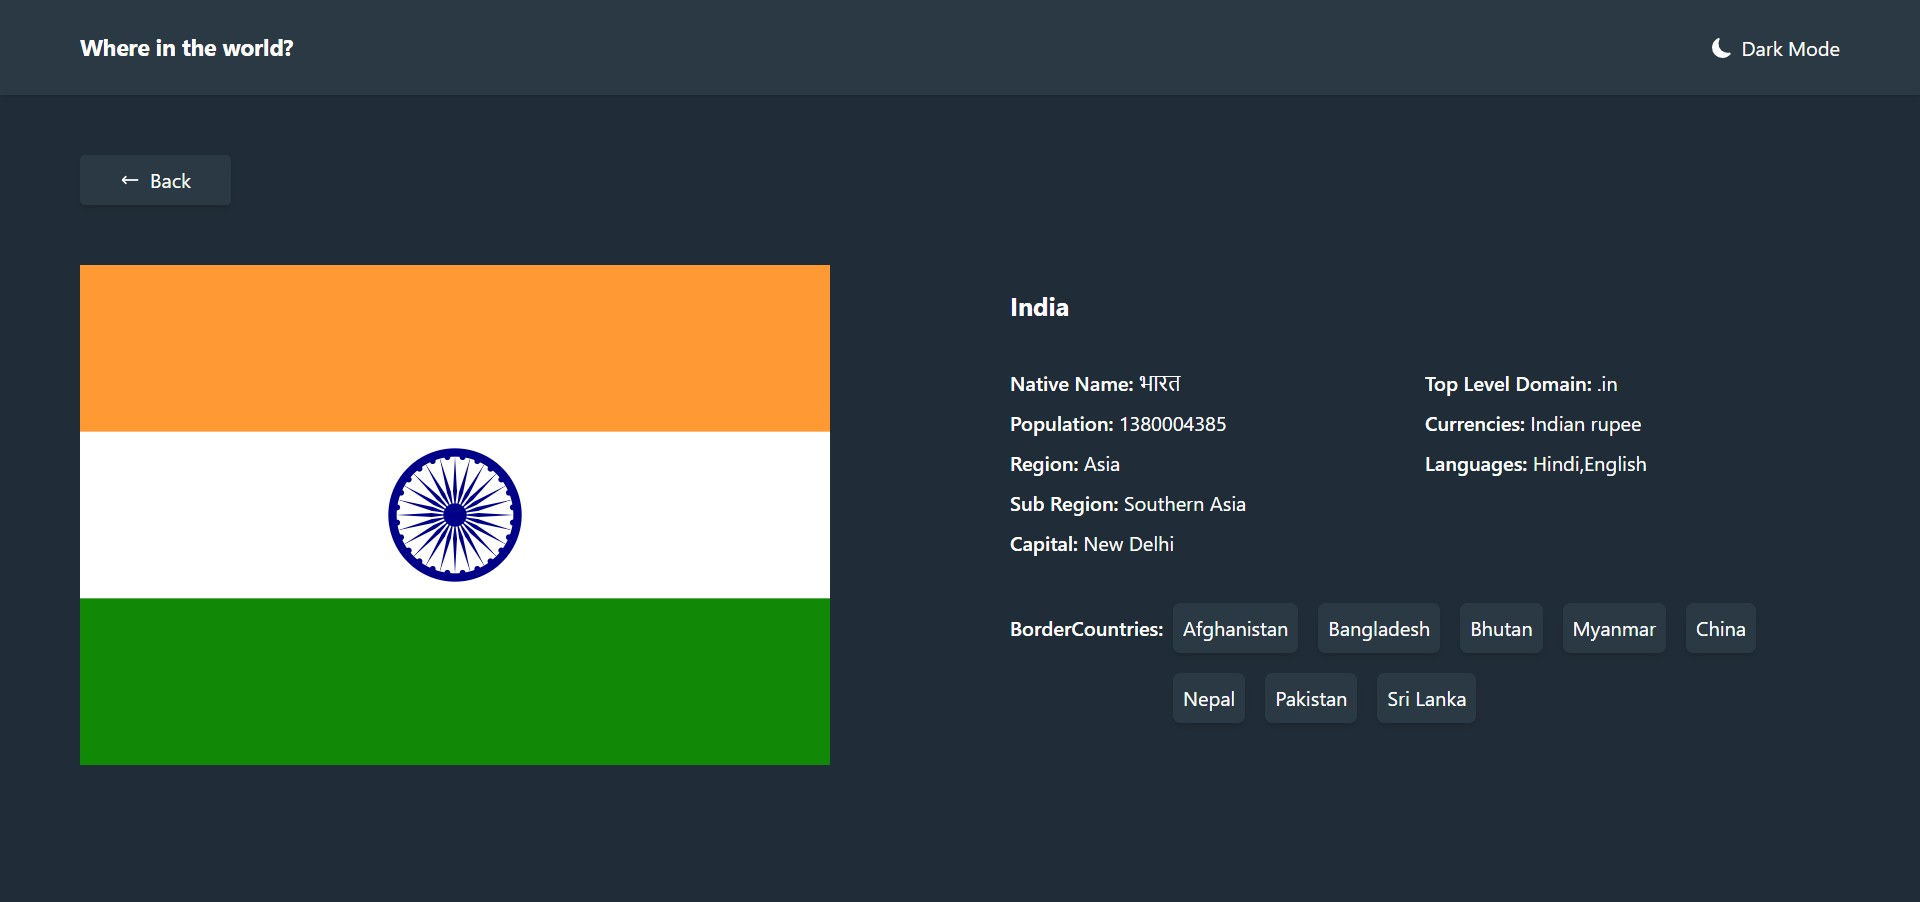 Where in the world?
Dark Mode
← Back
India
Native Name: भारत
Population: 1380004385
Region: Asia
Sub Region: Southern Asia
Capital: New Delhi
Top Level Domain: .in
Currencies: Indian rupee
Languages: Hindi,English
BorderCountries: Afghanistan Bangladesh Bhutan Myanmar China
Nepal Pakistan Sri Lanka